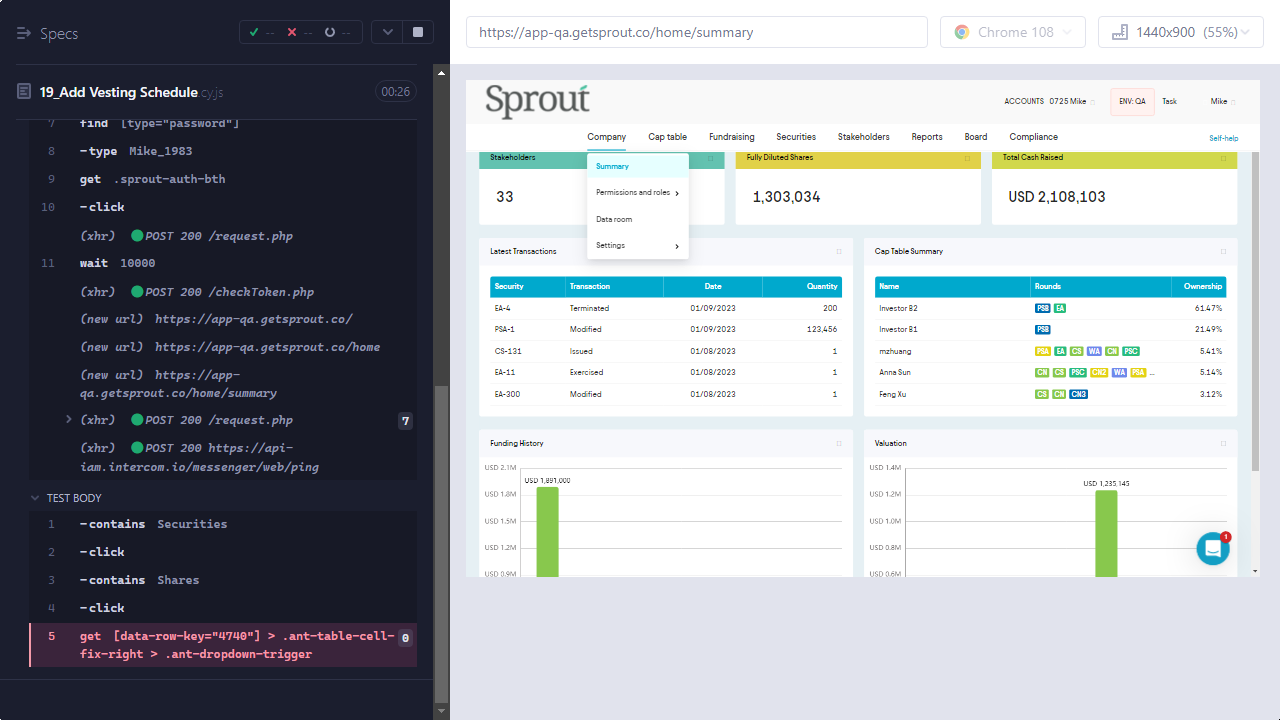 Specs
--
--
--
19_Add Vesting Schedule.cy.js
00:26
7 find [type="password"]
8 -type Mike_1983
9 get .sprout-auth-bth
10 -click
(xhr) POST 200 /request.php
11 wait 10000
(xhr) POST 200 /checkToken.php
(new url) https://app-qa.getsprout.co/
(new url) https://app-qa.getsprout.co/home
(new url) https://app-
qa.getsprout.co/home/summary
(xhr) POST 200 /request.php 7
(xhr) POST 200 https://api-
iam.intercom.io/messenger/web/ping
TEST BODY
1 -contains Securities
2 -click
3 -contains Shares
4 -click
5 get [data-row-key="4740"] > .ant-table-cell- 0
fix-right > .ant-dropdown-trigger
https://app-qa.getsprout.co/home/summary
Chrome 108
1440x900 (55%)
Sprout
ACCOUNTS 0725 Mike
ENV: QA
Task
Mike
Company Cap table Fundraising Securities Stakeholders Reports Board Compliance
Self-help
Summary
Permissions and roles
Data room
Settings
Stakeholders
33
Fully Diluted Shares
1,303,034
Total Cash Raised
USD 2,108,103
Latest Transactions
Security Transaction Date Quantity
EA-4 Terminated 01/09/2023 200
PSA-1 Modified 01/09/2023 123,456
CS-131 Issued 01/08/2023 1
EA-11 Exercised 01/08/2023 1
EA-300 Modified 01/08/2023 1
Cap Table Summary
Name Rounds Ownership
Investor B2 PSB EA 61.47%
Investor B1 PSB 21.49%
mzhuang PSA EA CS WA CN PSC 5.41%
Anna Sun CN CS PSC CN2 WA PSA ... 5.14%
Feng Xu CS CN CN3 3.12%
Funding History
USD 2.1M
USD 1,891,000
USD 1.8M
USD 1.5M
USD 1.2M
USD 0.9M
Valuation
USD 1.4M
USD 1,235,145
USD 1.2M
USD 1.0M
USD 0.8M
USD 0.6M
1